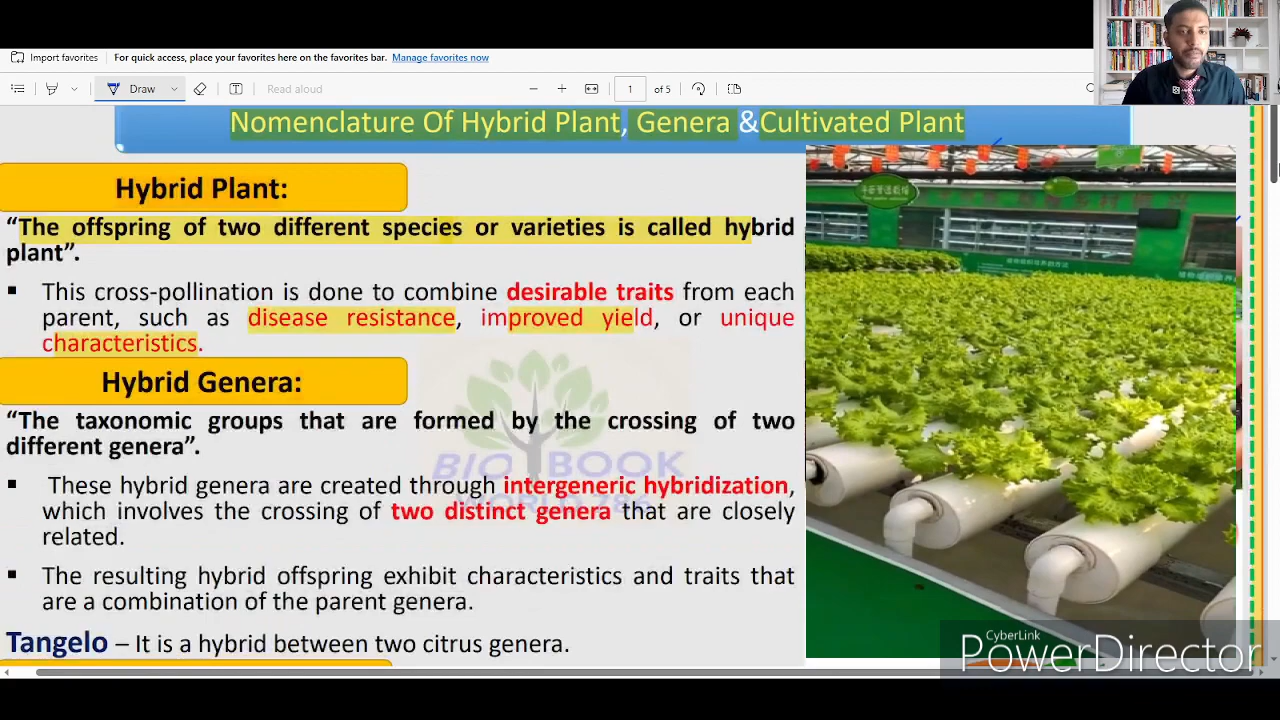 Import favorites
For quick access, place your favorites here on the favorites bar. Manage favorites now
Draw
Read aloud
1 of 5
Nomenclature Of Hybrid Plant, Genera &Cultivated Plant
Hybrid Plant:
“The offspring of two different species or varieties is called hybrid
plant”.
▪ This cross-pollination is done to combine desirable traits from each
parent, such as disease resistance, improved yield, or unique
characteristics.
Hybrid Genera:
“The taxonomic groups that are formed by the crossing of two
different genera”.
▪ These hybrid genera are created through intergeneric hybridization,
which involves the crossing of two distinct genera that are closely
related.
▪ The resulting hybrid offspring exhibit characteristics and traits that
are a combination of the parent genera.
Tangelo – It is a hybrid between two citrus genera.
BIO BOOK
WORLD 786
CyberLink
PowerDirector